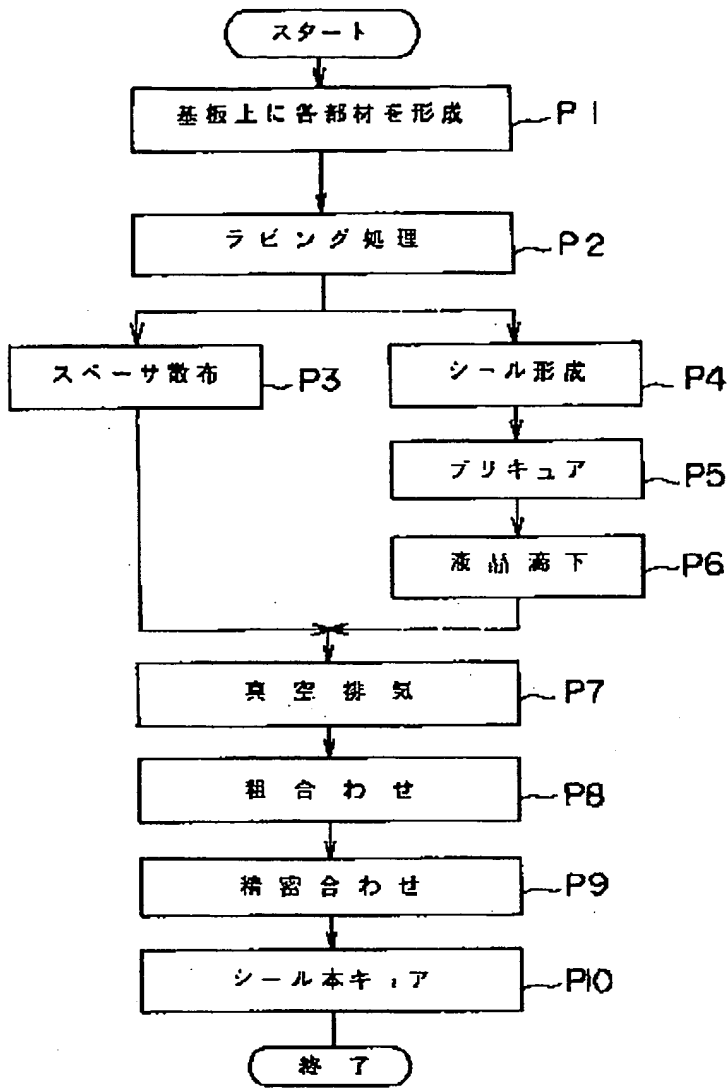 スタート
基板上に各部材を形成
P1
ラビング処理
P2
スペーサ散布
P3
シール形成
P4
プリキュア
P5
液晶滴下
P6
真空排気
P7
粗合わせ
P8
精密合わせ
P9
シール本キュア
P10
終了